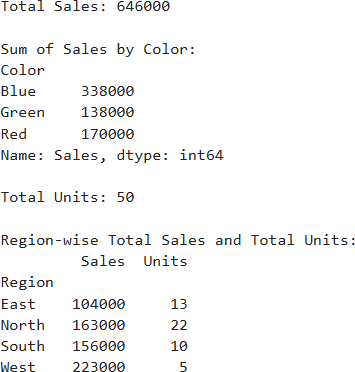 Total Sales: 646000
Sum of Sales by Color:
Color
Blue     338000
Green    138000
Red      170000
Name: Sales, dtype: int64
Total Units: 50
Region-wise Total Sales and Total Units:
         Sales  Units
Region
East    104000     13
North   163000     22
South   156000     10
West    223000      5